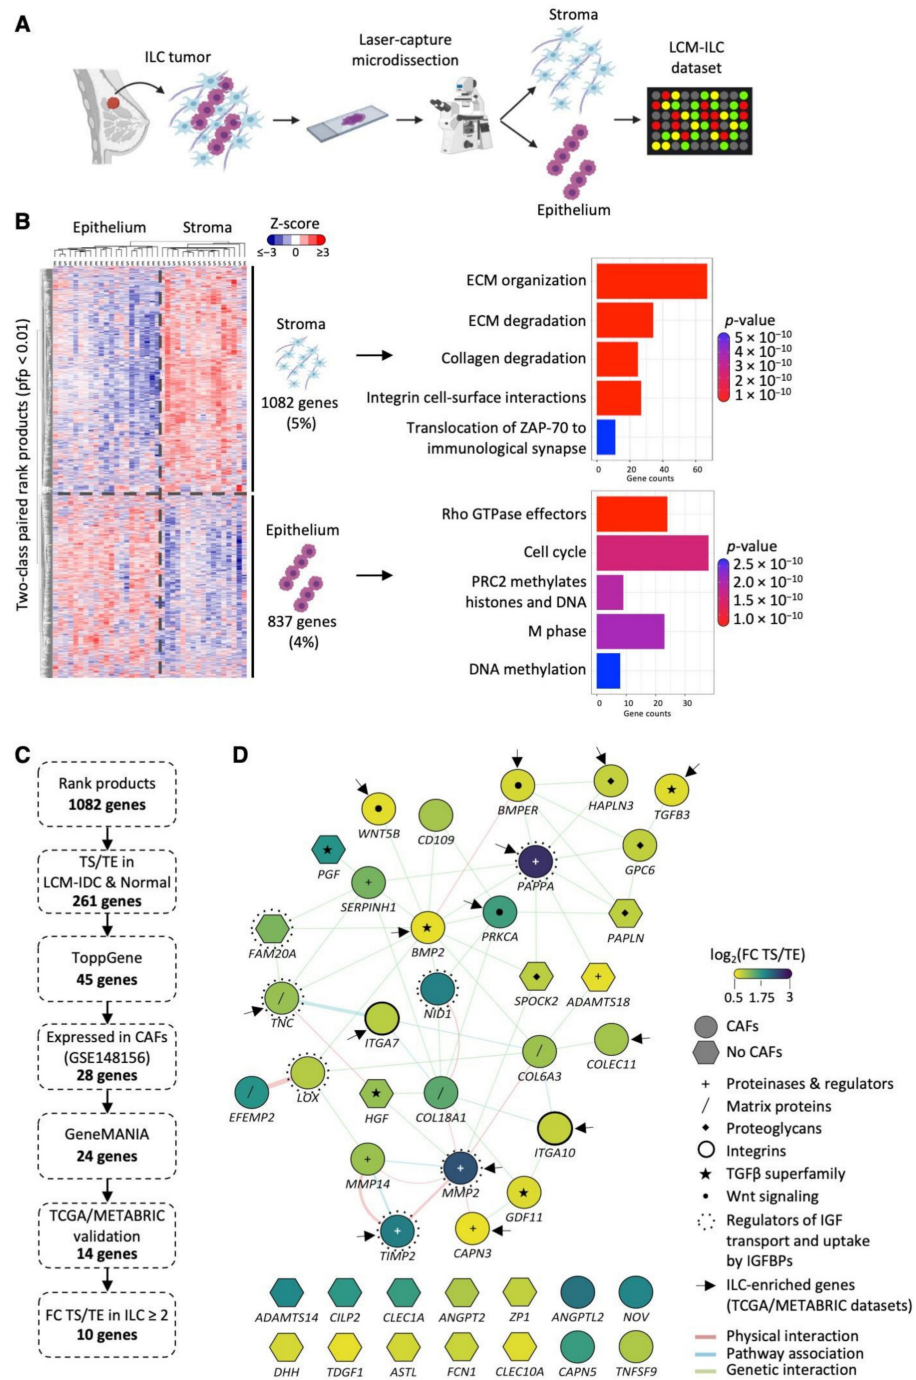 A
ILC tumor
Laser-capture
microdissection
Stroma
Epithelium
LCM-ILC
dataset
B
Epithelium
Stroma
Z-score
≤−3 0 ≥3
Two-class paired rank products (pfp < 0.01)
Stroma
1082 genes
(5%)
Epithelium
837 genes
(4%)
ECM organization
ECM degradation
Collagen degradation
Integrin cell-surface interactions
Translocation of ZAP-70 to
immunological synapse
0 20 40 60
Gene counts
p-value
5 × 10⁻¹⁰
4 × 10⁻¹⁰
3 × 10⁻¹⁰
2 × 10⁻¹⁰
1 × 10⁻¹⁰
Rho GTPase effectors
Cell cycle
PRC2 methylates
histones and DNA
M phase
DNA methylation
0 10 20 30
Gene counts
p-value
2.5 × 10⁻¹⁰
2.0 × 10⁻¹⁰
1.5 × 10⁻¹⁰
1.0 × 10⁻¹⁰
C
Rank products
1082 genes
TS/TE in
LCM-IDC & Normal
261 genes
ToppGene
45 genes
Expressed in CAFs
(GSE148156)
28 genes
GeneMANIA
24 genes
TCGA/METABRIC
validation
14 genes
FC TS/TE in ILC ≥ 2
10 genes
D
WNT5B
CD109
BMPER
HAPLN3
TGFB3
PGF
SERPINH1
PAPPA
GPC6
FAM20A
BMP2
PRKCA
PAPLN
TNC
NID1
SPOCK2
ADAMTS18
ITGA7
COL6A3
COLEC11
EFEMP2
LOX
HGF
COL18A1
ITGA10
MMP14
MMP2
GDF11
TIMP2
CAPN3
ADAMTS14
CILP2
CLEC1A
ANGPT2
ZP1
ANGPTL2
NOV
DHH
TDGF1
ASTL
FCN1
CLEC10A
CAPN5
TNFSF9
log₂(FC TS/TE)
0.5 1.75 3
CAFs
No CAFs
+ Proteinases & regulators
/ Matrix proteins
◆ Proteoglycans
Integrins
★ TGFβ superfamily
• Wnt signaling
Regulators of IGF
transport and uptake
by IGFBPs
ILC-enriched genes
(TCGA/METABRIC datasets)
Physical interaction
Pathway association
Genetic interaction